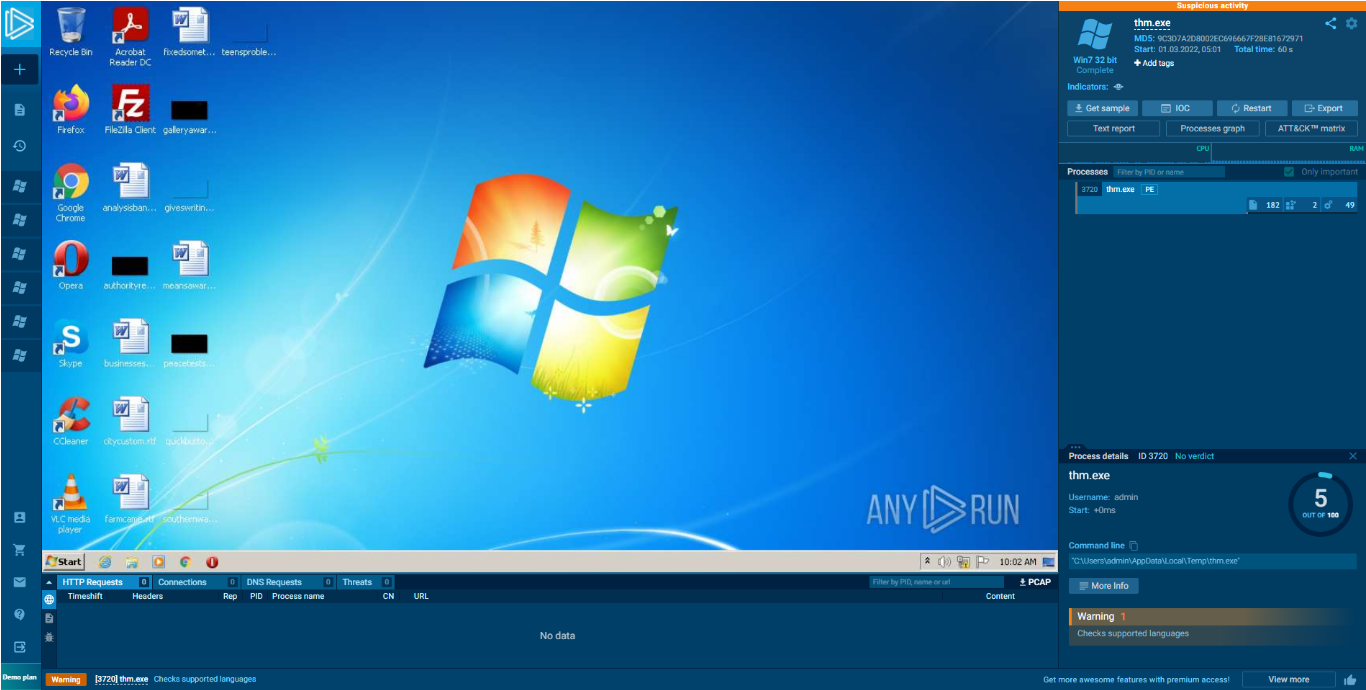 Recycle Bin
Acrobat
Reader DC
fixedsomet...
teensproble...
Firefox
FileZilla Client
galleryawar...
Google
Chrome
analysisban...
giveswritin...
Opera
authorityre...
meansawar...
Skype
businesses...
peacetests...
CCleaner
citycustom.rtf
quickbutto...
VLC media
player
farmcame.rtf
southernwa...
ANY RUN
Start
10:02 AM
HTTP Requests 0
Connections 0
DNS Requests 0
Threats 0
Filter by PID, name or url
PCAP
Timeshift
Headers
Rep
PID
Process name
CN
URL
Content
No data
Demo plan
Warning
[3720] thm.exe
Checks supported languages
Get more awesome features with premium access!
View more
Suspicious activity
thm.exe
MD5: 9C3D7A2D8002EC696667F28E81672971
Start: 01.03.2022, 05:01 Total time: 60 s
+ Add tags
Win7 32 bit
Complete
Indicators:
Get sample
IOC
Restart
Export
Text report
Processes graph
ATT&CK™ matrix
CPU
RAM
Processes
Filter by PID or name
Only important
3720 thm.exe PE
182 2 49
Process details ID 3720 No verdict
thm.exe
Username: admin
Start: +0ms
5
OUT OF 100
Command line
"C:\Users\admin\AppData\Local\Temp\thm.exe"
More Info
Warning 1
Checks supported languages